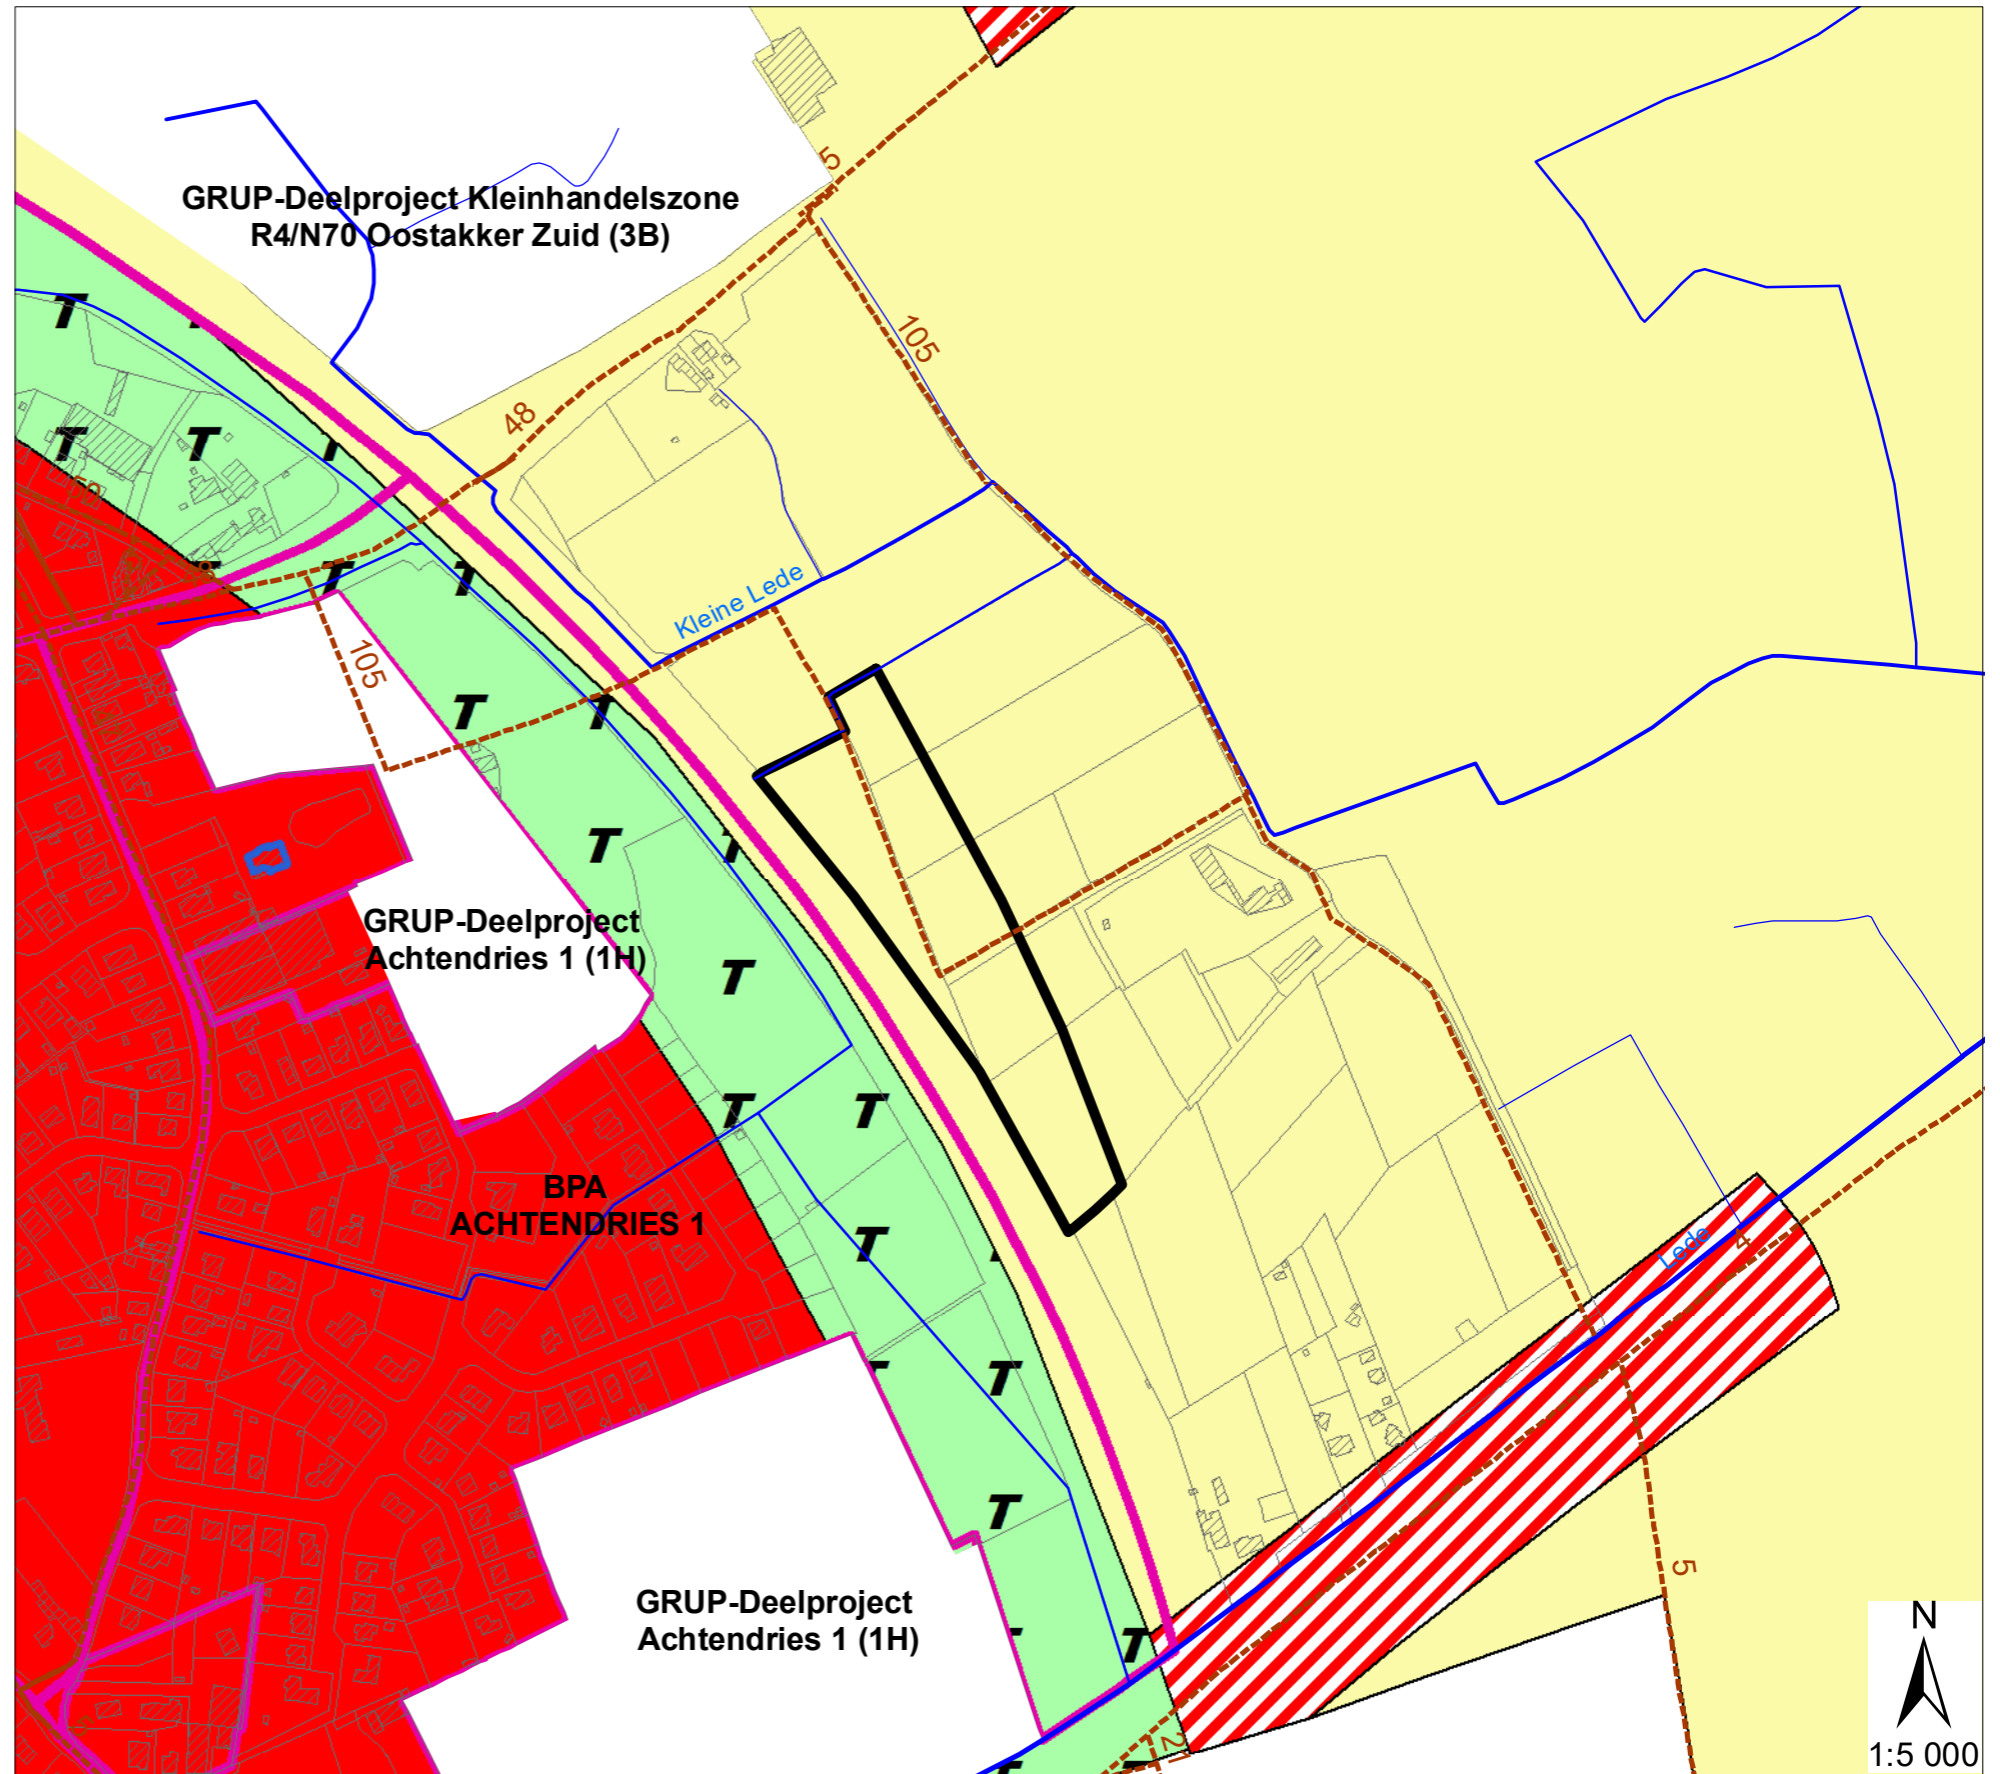 5
GRUP-Deelproject Kleinhandelszone
R4/N70 Oostakker Zuid (3B)
T
105
48
T
T
Kleine Lede
T
T
105
T
T
T
GRUP-Deelproject
Achtendries 1 (1H)
T
T
T
BPA
ACHTENDRIES 1
T
Lede
4
T
T
5
GRUP-Deelproject
Achtendries 1 (1H)
T
N
1:5 000